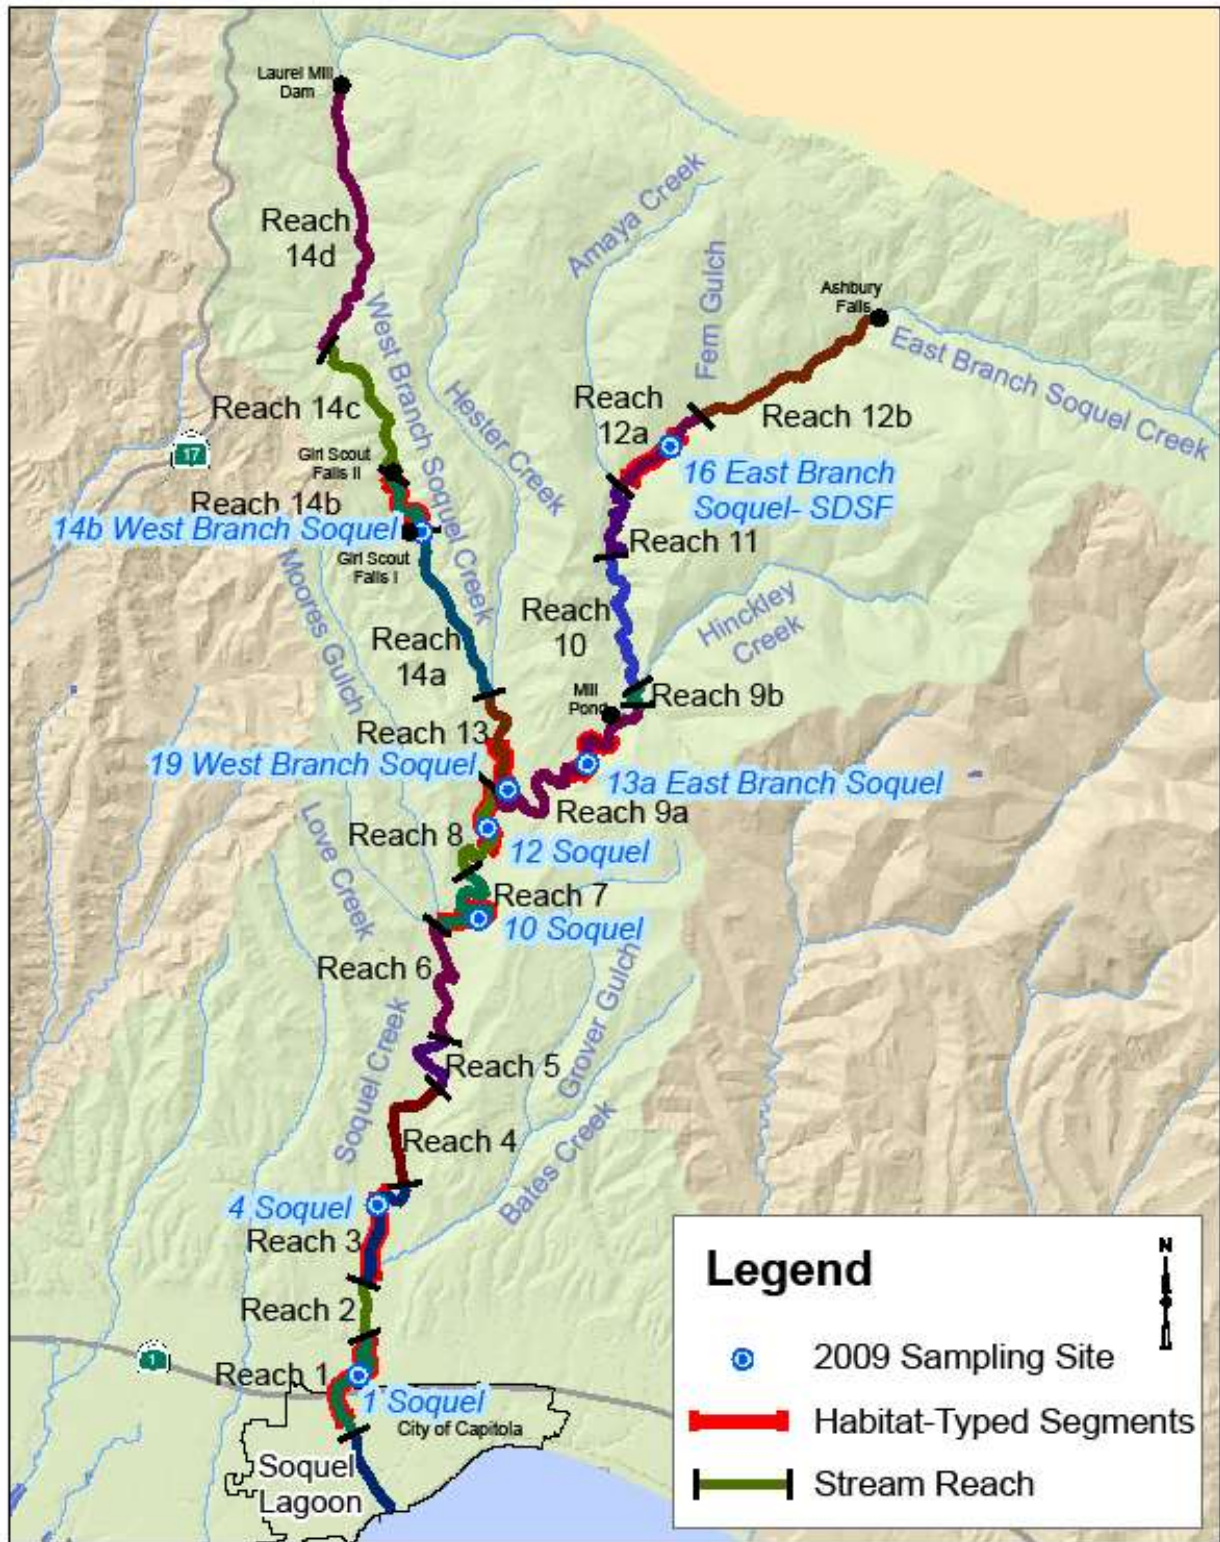 Laurel Mill
Dam
Reach
14d
Amaya Creek
Fern Gulch
Ashbury
Falls
East Branch Soquel Creek
West Branch Soquel Creek
Hester Creek
Reach 14c
Reach
12a
Reach 12b
17
Girl Scout
Falls II
16 East Branch
Soquel- SDSF
Reach 14b
14b West Branch Soquel
Girl Scout
Falls I
Reach 11
Moores Gulch
Reach
10
Hinckley
Creek
Reach
14a
Mill
Pond
Reach 9b
Reach 13
19 West Branch Soquel
13a East Branch Soquel
Reach 9a
Love Creek
Reach 8
12 Soquel
Reach 7
10 Soquel
Reach 6
Grover Gulch
Soquel Creek
Reach 5
Reach 4
Bates Creek
4 Soquel
Reach 3
Reach 2
1
Reach 1
1 Soquel
City of Capitola
Soquel
Lagoon
Legend
N
2009 Sampling Site
Habitat-Typed Segments
Stream Reach